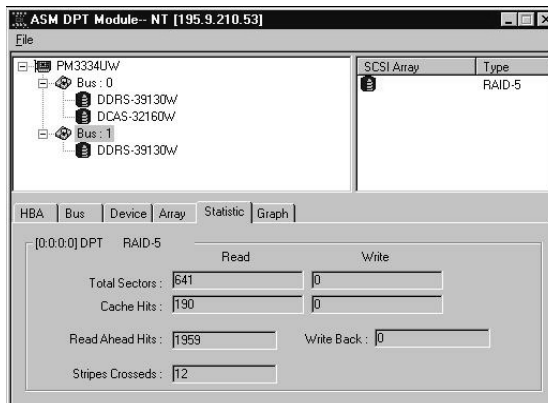 ASM DPT Module-- NT [195.9.210.53]
File
PM3334UW
Bus : 0
DDRS-39130W
DCAS-32160W
Bus : 1
DDRS-39130W
SCSI Array Type
RAID-5
HBA Bus Device Array Statistic Graph
[0:0:0:0] DPT RAID-5
Read Write
Total Sectors : 641 0
Cache Hits : 190 0
Read Ahead Hits : 1959 Write Back : 0
Stripes Crosseds : 12